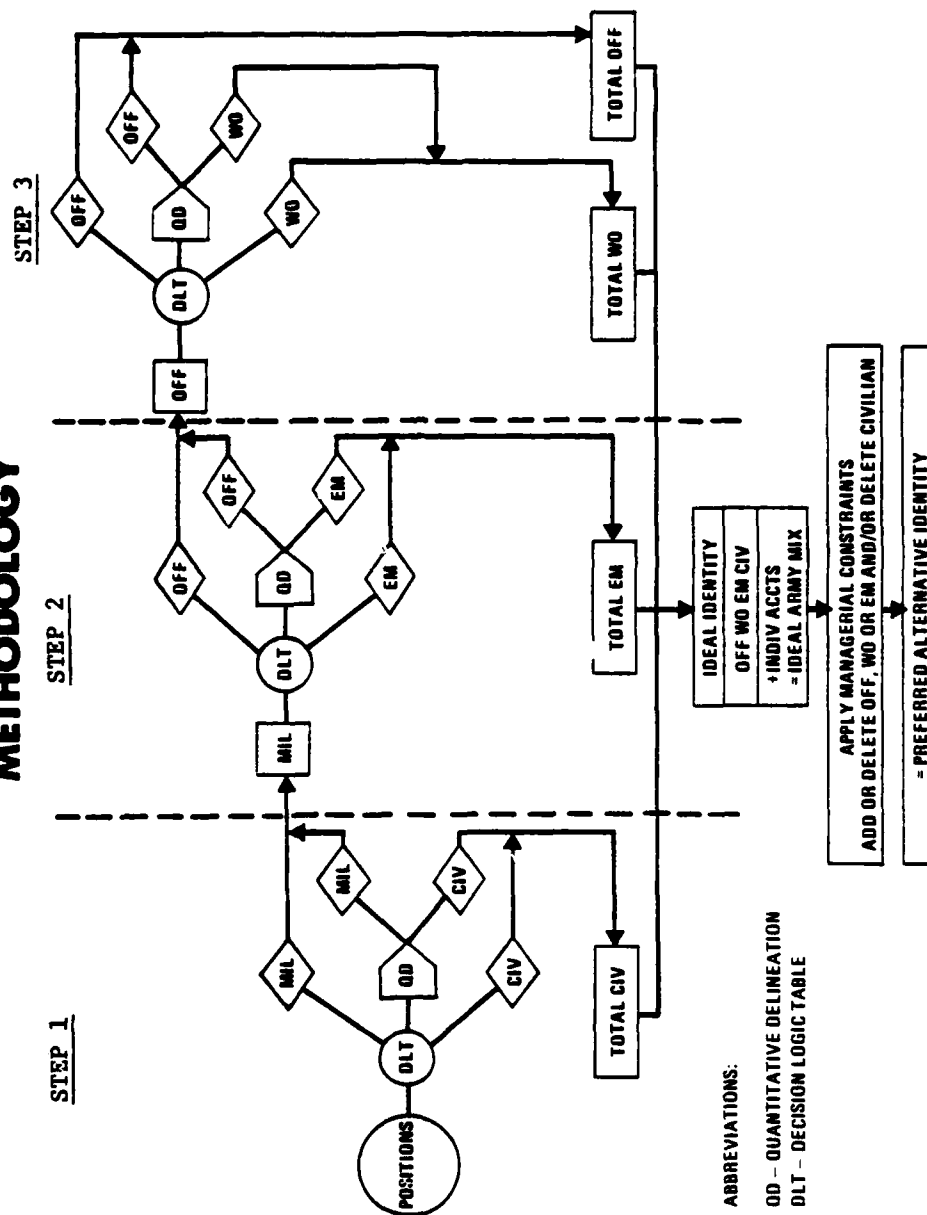 METHODOLOGY
STEP 1
STEP 2
STEP 3
POSITIONS
DLT
MIL
QD
MIL
CIV
CIV
TOTAL CIV
MIL
DLT
OFF
QD
OFF
EM
EM
TOTAL EM
OFF
DLT
OFF
QD
OFF
WO
WO
TOTAL WO
TOTAL OFF
IDEAL IDENTITY
OFF WO EM CIV
+INDIV ACCTS
= IDEAL ARMY MIX
APPLY MANAGERIAL CONSTRAINTS
ADD OR DELETE OFF, WO OR EM AND/OR DELETE CIVILIAN
= PREFERRED ALTERNATIVE IDENTITY
ABBREVIATIONS:
QD – QUANTITATIVE DELINEATION
DLT – DECISION LOGIC TABLE